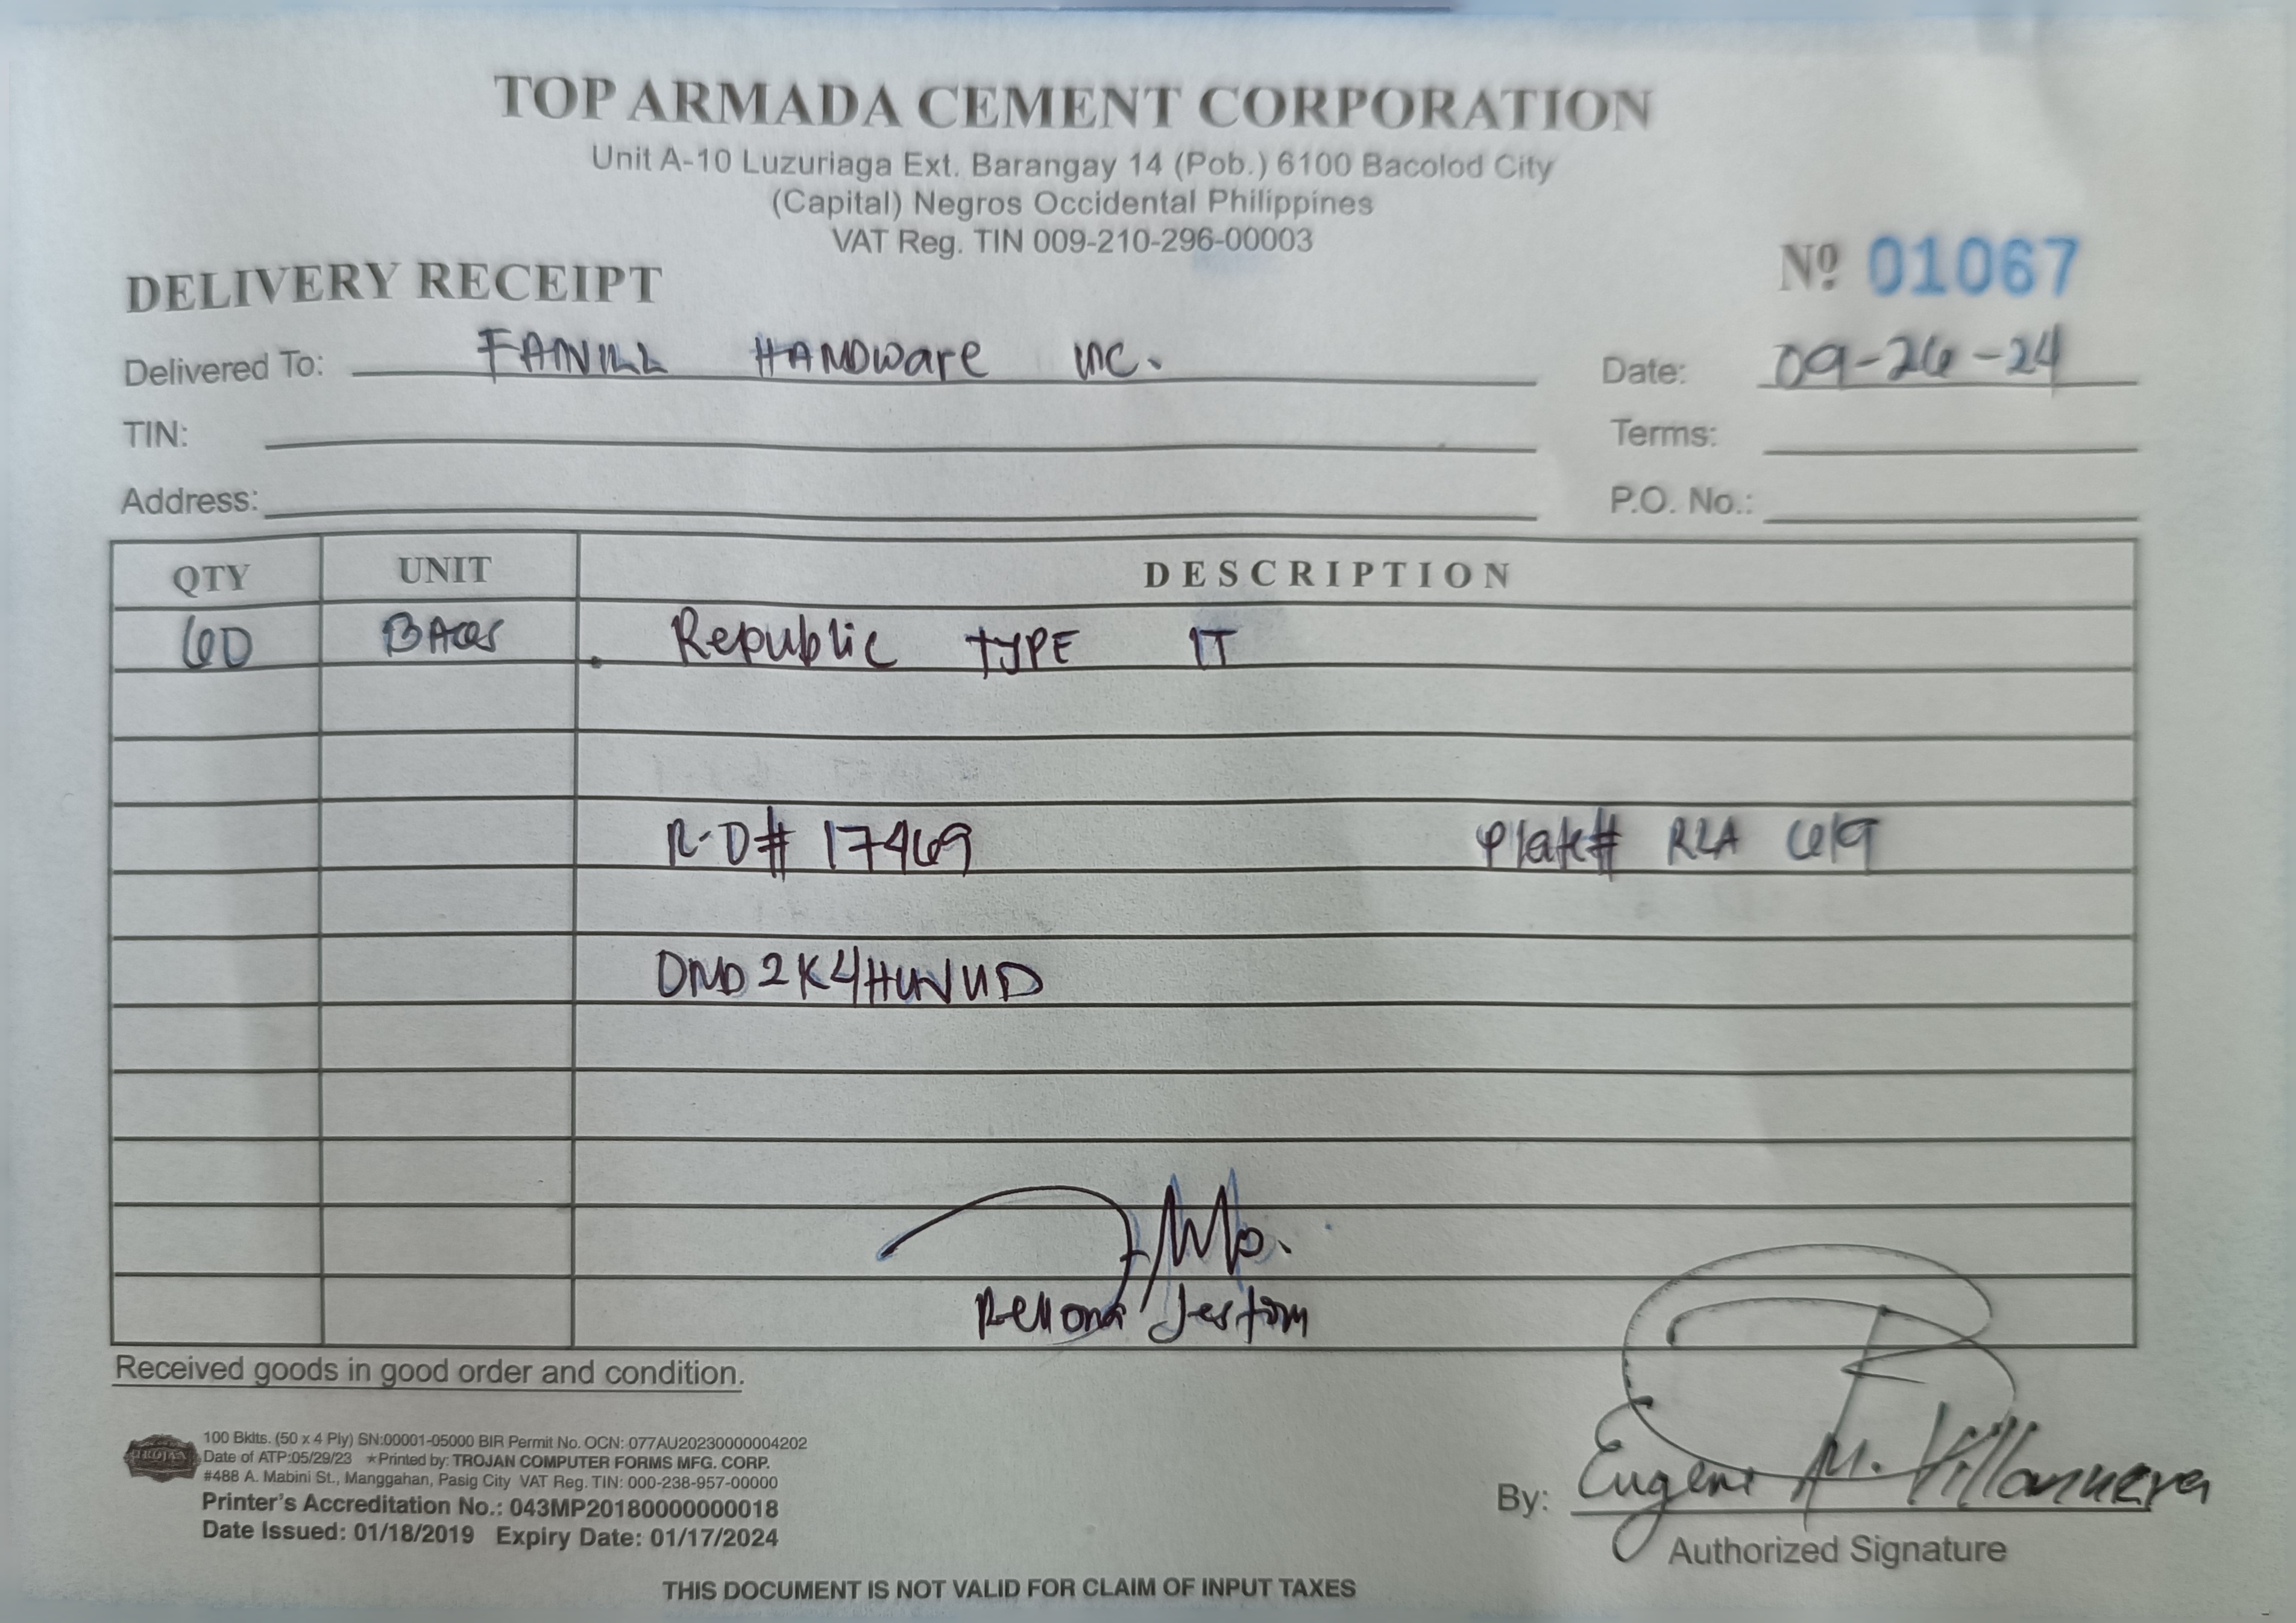 TOP ARMADA CEMENT CORPORATION
Unit A-10 Luzuriaga Ext. Barangay 14 (Pob.) 6100 Bacolod City
(Capital) Negros Occidental Philippines
VAT Reg. TIN 009-210-296-00003
DELIVERY RECEIPT Nº 01067
Delivered To: Hardware Inc. Date: 09-26-24
TIN: Terms:
Address: P.O. No.:
QTY UNIT DESCRIPTION
60 BAGS Republic TYPE 1T
R-D# 17469 Plate# 619
Received goods in good order and condition.
100 Bklts. (50 x 4 Ply) SN:00001-05000 BIR Permit No. OCN: 077AU20230000004202
Date of ATP:05/29/23 ★Printed by: TROJAN COMPUTER FORMS MFG. CORP.
#488 A. Mabini St., Manggahan, Pasig City VAT Reg. TIN: 000-238-957-00000
Printer's Accreditation No.: 043MP20180000000018
Date Issued: 01/18/2019 Expiry Date: 01/17/2024
By: Eugene M. Villanueva
Authorized Signature
THIS DOCUMENT IS NOT VALID FOR CLAIM OF INPUT TAXES